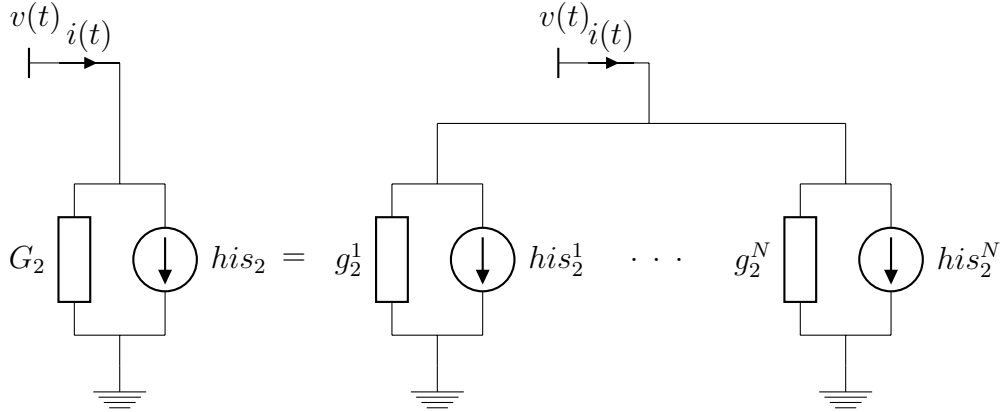 v(t) v(t)
i(t) i(t)
G₂ his₂ = g₂¹ his₂¹ · · · g₂ᴺ his₂ᴺ